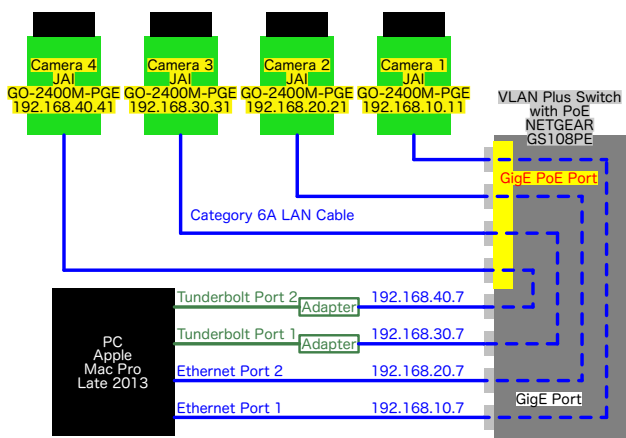 Camera 4
JAI
GO-2400M-PGE
192.168.40.41
Camera 3
JAI
GO-2400M-PGE
192.168.30.31
Camera 2
JAI
GO-2400M-PGE
192.168.20.21
Camera 1
JAI
GO-2400M-PGE
192.168.10.11
VLAN Plus Switch
with PoE
NETGEAR
GS108PE
GigE PoE Port
Category 6A LAN Cable
Tunderbolt Port 2
Adapter
192.168.40.7
Tunderbolt Port 1
Adapter
192.168.30.7
PC
Apple
Mac Pro
Late 2013
Ethernet Port 2
192.168.20.7
Ethernet Port 1
192.168.10.7
GigE Port